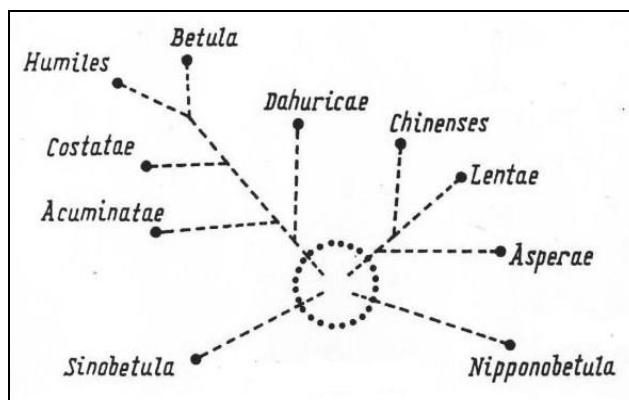 Betula
Humiles
Dahuricae
Chinenses
Costatae
Lentae
Acuminatae
Asperae
Sinobetula
Nipponobetula